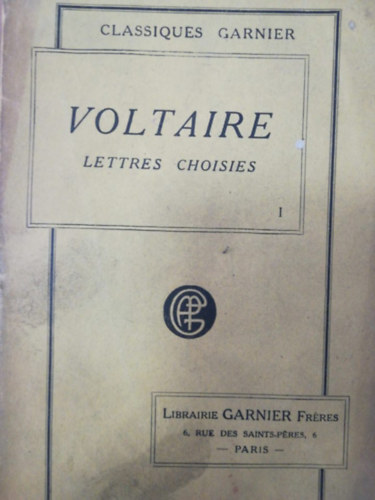 CLASSIQUES GARNIER
VOLTAIRE
LETTRES CHOISIES
I
LIBRAIRIE GARNIER FRÈRES
6, RUE DES SAINTS-PÈRES, 6
— PARIS —